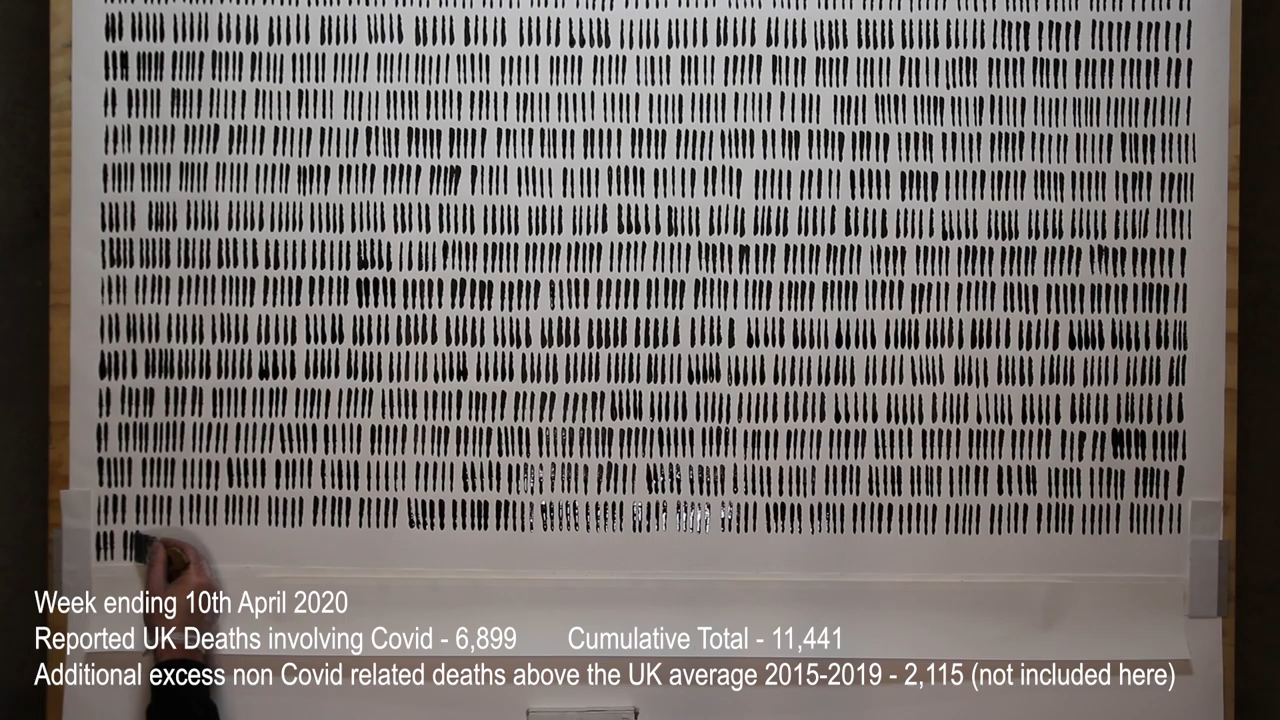 Week ending 10th April 2020
Reported UK Deaths involving Covid - 6,899 Cumulative Total - 11,441
Additional excess non Covid related deaths above the UK average 2015-2019 - 2,115 (not included here)